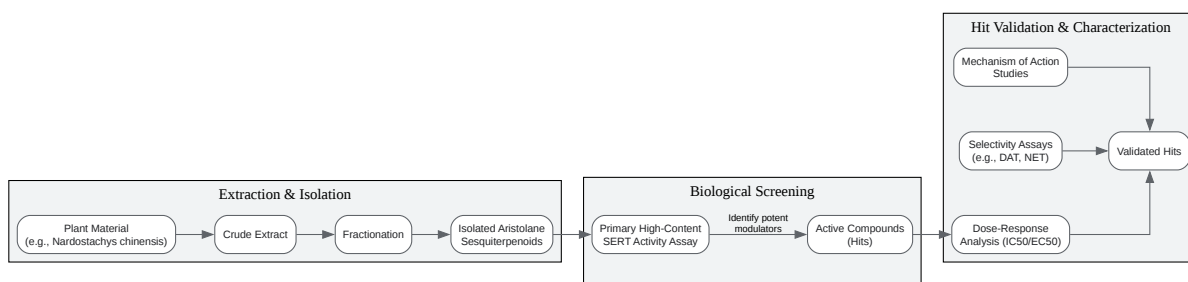 Extraction & Isolation
Plant Material
(e.g., Nardostachys chinensis)
Crude Extract
Fractionation
Isolated Aristolane
Sesquiterpenoids
Biological Screening
Primary High-Content
SERT Activity Assay
Identify potent
modulators
Active Compounds
(Hits)
Hit Validation & Characterization
Mechanism of Action
Studies
Selectivity Assays
(e.g., DAT, NET)
Validated Hits
Dose-Response
Analysis (IC50/EC50)